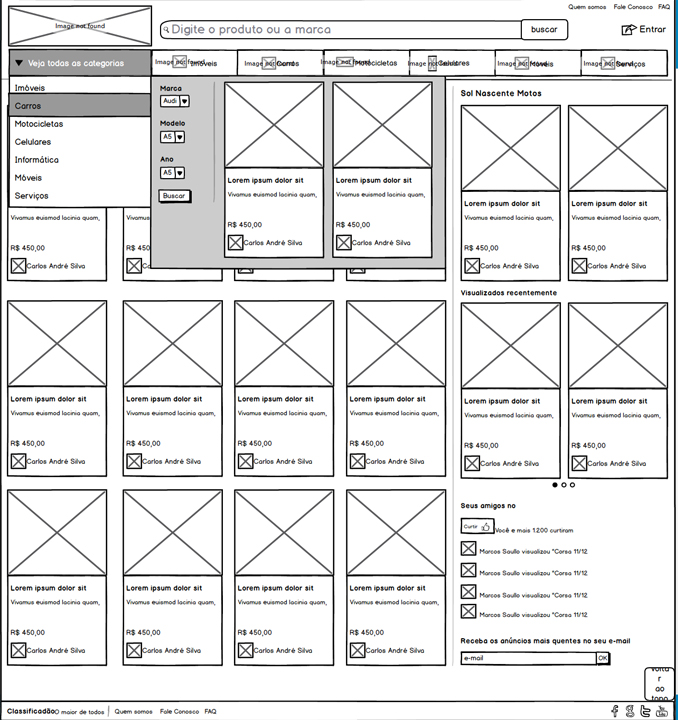 Quem somos Fale Conosco FAQ
Image not found
Digite o produto ou a marca
buscar
Entrar
Veja todas as categorias
Image not found Imóveis
Image not found Carros
Image not found Motocicletas
Image not found Celulares
Image not found Móveis
Image not found Serviços
Imóveis
Carros
Motocicletas
Celulares
Informática
Móveis
Serviços
Marca
Audi
Modelo
A5
Ano
A5
Buscar
Lorem ipsum dolor sit
Vivamus euismod lacinia quam,
R$ 450,00
Carlos André Silva
Lorem ipsum dolor sit
Vivamus euismod lacinia quam,
R$ 450,00
Carlos André Silva
Vivamus euismod lacinia quam,
R$ 450,00
Carlos André Silva
Vivamus
R$ 450,00
Carlos
Lorem ipsum dolor sit
Vivamus euismod lacinia quam,
R$ 450,00
Carlos André Silva
Lorem ipsum dolor sit
Vivamus euismod lacinia quam,
R$ 450,00
Carlos André Silva
Lorem ipsum dolor sit
Vivamus euismod lacinia quam,
R$ 450,00
Carlos André Silva
Lorem ipsum dolor sit
Vivamus euismod lacinia quam,
R$ 450,00
Carlos André Silva
Lorem ipsum dolor sit
Vivamus euismod lacinia quam,
R$ 450,00
Carlos André Silva
Lorem ipsum dolor sit
Vivamus euismod lacinia quam,
R$ 450,00
Carlos André Silva
Lorem ipsum dolor sit
Vivamus euismod lacinia quam,
R$ 450,00
Carlos André Silva
Lorem ipsum dolor sit
Vivamus euismod lacinia quam,
R$ 450,00
Carlos André Silva
Sol Nascente Motos
Lorem ipsum dolor sit
Vivamus euismod lacinia quam,
R$ 450,00
Carlos André Silva
Lorem ipsum dolor sit
Vivamus euismod lacinia quam,
R$ 450,00
Carlos André Silva
Visualizados recentemente
Lorem ipsum dolor sit
Vivamus euismod lacinia quam,
R$ 450,00
Carlos André Silva
Lorem ipsum dolor sit
Vivamus euismod lacinia quam,
R$ 450,00
Carlos André Silva
Seus amigos no
Curtir
Você e mais 1200 curtiram
Marcos Saullo visualizou "Corsa 11/12
Marcos Saullo visualizou "Corsa 11/12
Marcos Saullo visualizou "Corsa 11/12
Marcos Saullo visualizou "Corsa 11/12
Receba os anúncios mais quentes no seu e-mail
e-mail OK
volta
r
ao
topo
Classificadão O maior de todos Quem somos Fale Conosco FAQ